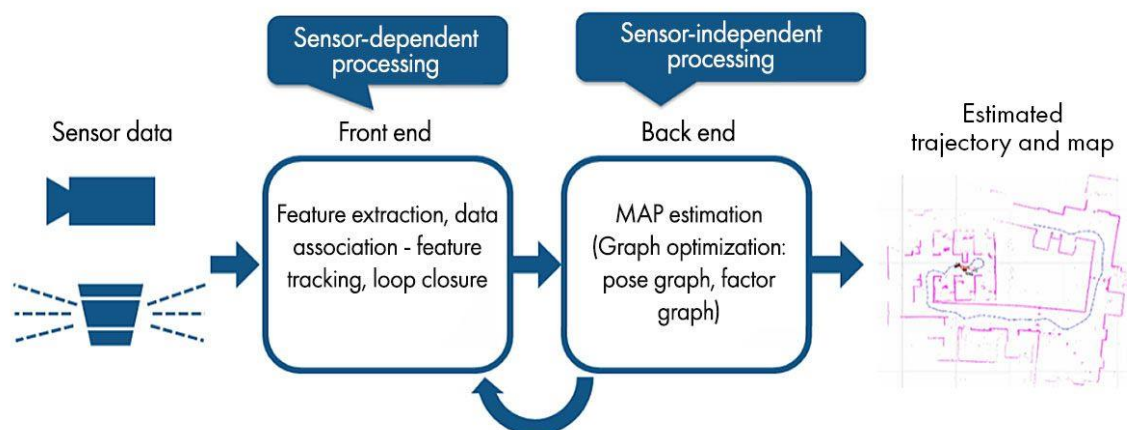 Sensor-dependent
processing
Sensor-independent
processing
Sensor data
Front end
Back end
Estimated
trajectory and map
Feature extraction, data
association - feature
tracking, loop closure
MAP estimation
(Graph optimization:
pose graph, factor
graph)